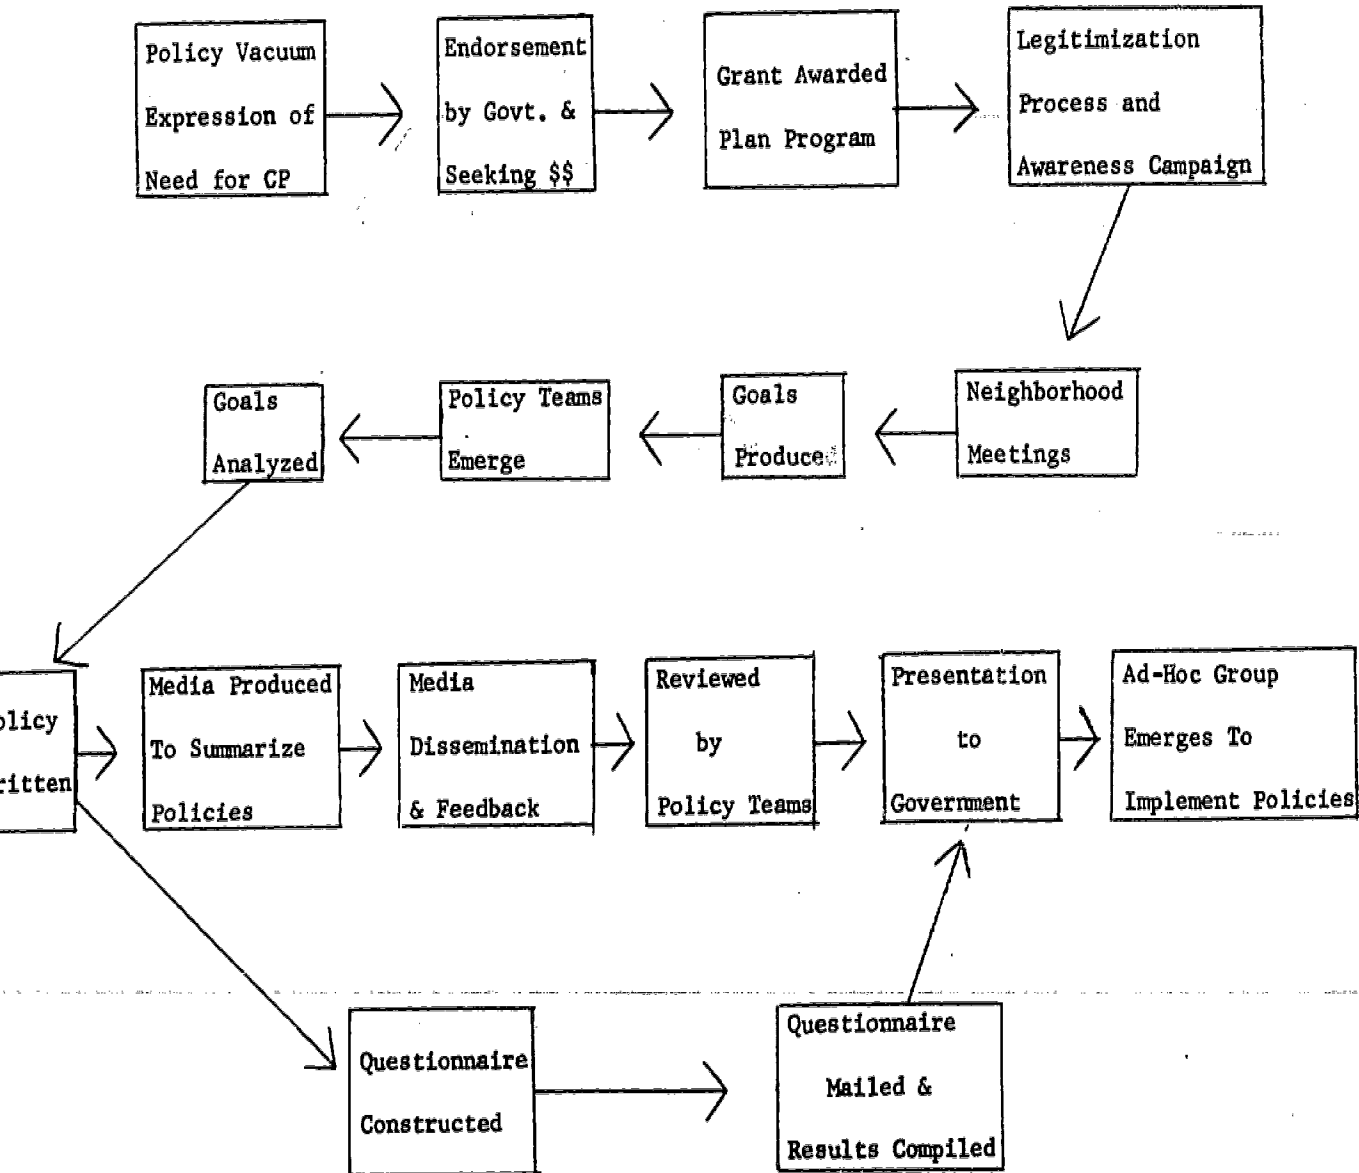 Policy Vacuum
Expression of
Need for CP
Endorsement
by Govt. &
Seeking $$
Grant Awarded
Plan Program
Legitimization
Process and
Awareness Campaign
Neighborhood
Meetings
Goals
Produced
Policy Teams
Emerge
Goals
Analyzed
olicy
ritten
Media Produced
To Summarize
Policies
Media
Dissemination
& Feedback
Reviewed
by
Policy Teams
Presentation
to
Government
Ad-Hoc Group
Emerges To
Implement Policies
Questionnaire
Constructed
Questionnaire
Mailed &
Results Compiled